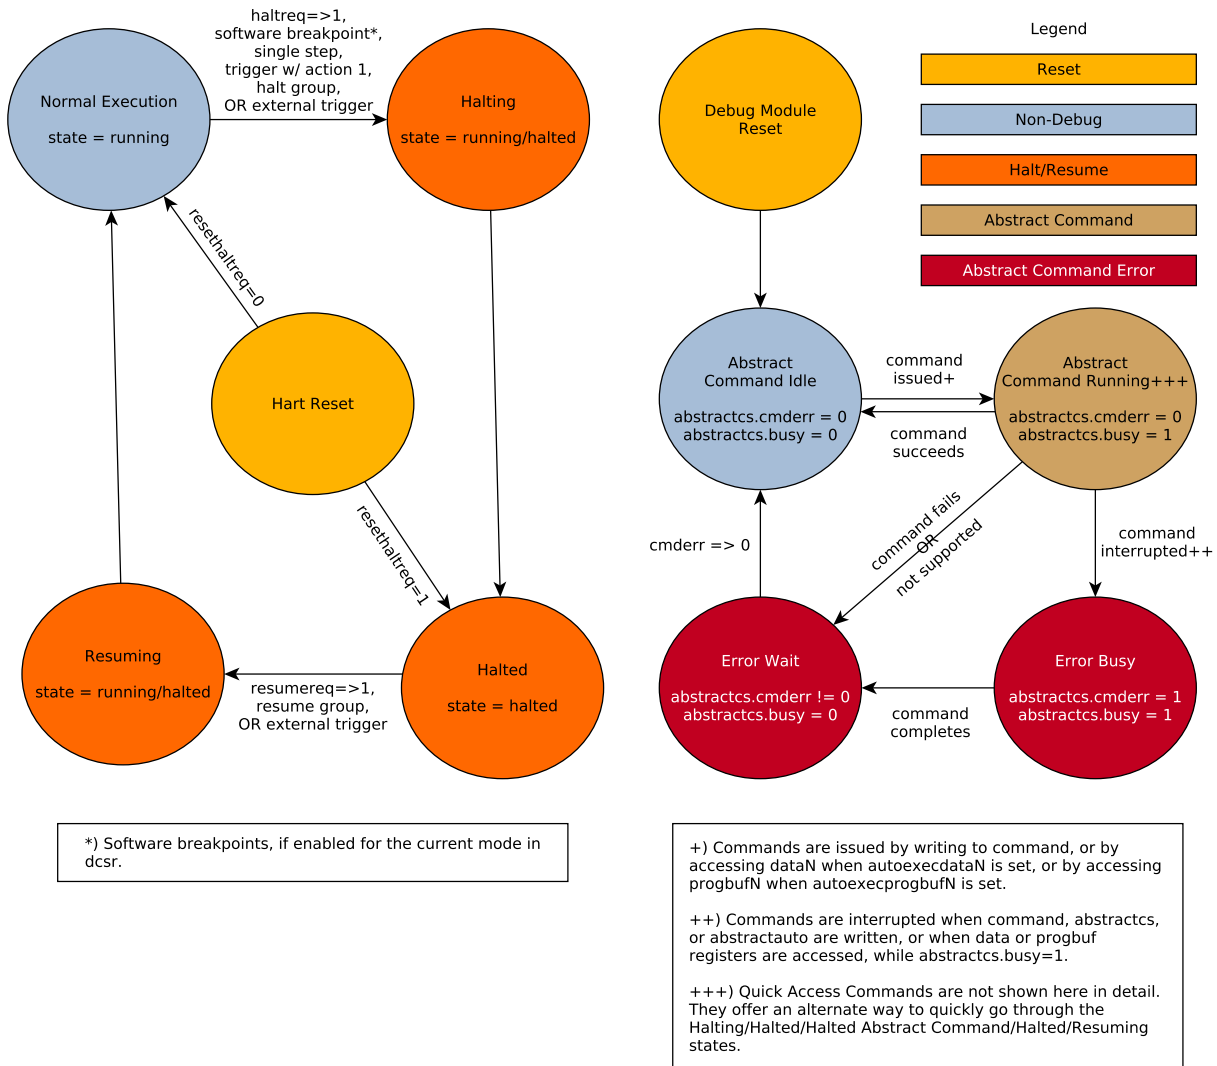 haltreq=>1,
software breakpoint*,
single step,
trigger w/ action 1,
halt group,
OR external trigger
Normal Execution
state = running
Halting
state = running/halted
resethaltreq=0
Hart Reset
resethaltreq=1
Resuming
state = running/halted
resumereq=>1,
resume group,
OR external trigger
Halted
state = halted
*) Software breakpoints, if enabled for the current mode in
dcsr.
Debug Module
Reset
Legend
Reset
Non-Debug
Halt/Resume
Abstract Command
Abstract Command Error
Abstract
Command Idle
abstractcs.cmderr = 0
abstractcs.busy = 0
command
issued+
command
succeeds
Abstract
Command Running+++
abstractcs.cmderr = 0
abstractcs.busy = 1
cmderr => 0
command fails
OR
not supported
command
interrupted++
Error Wait
abstractcs.cmderr != 0
abstractcs.busy = 0
command
completes
Error Busy
abstractcs.cmderr = 1
abstractcs.busy = 1
+) Commands are issued by writing to command, or by
accessing dataN when autoexecdataN is set, or by accessing
progbufN when autoexecprogbufN is set.
++) Commands are interrupted when command, abstractcs,
or abstractauto are written, or when data or progbuf
registers are accessed, while abstractcs.busy=1.
+++) Quick Access Commands are not shown here in detail.
They offer an alternate way to quickly go through the
Halting/Halted/Halted Abstract Command/Halted/Resuming
states.